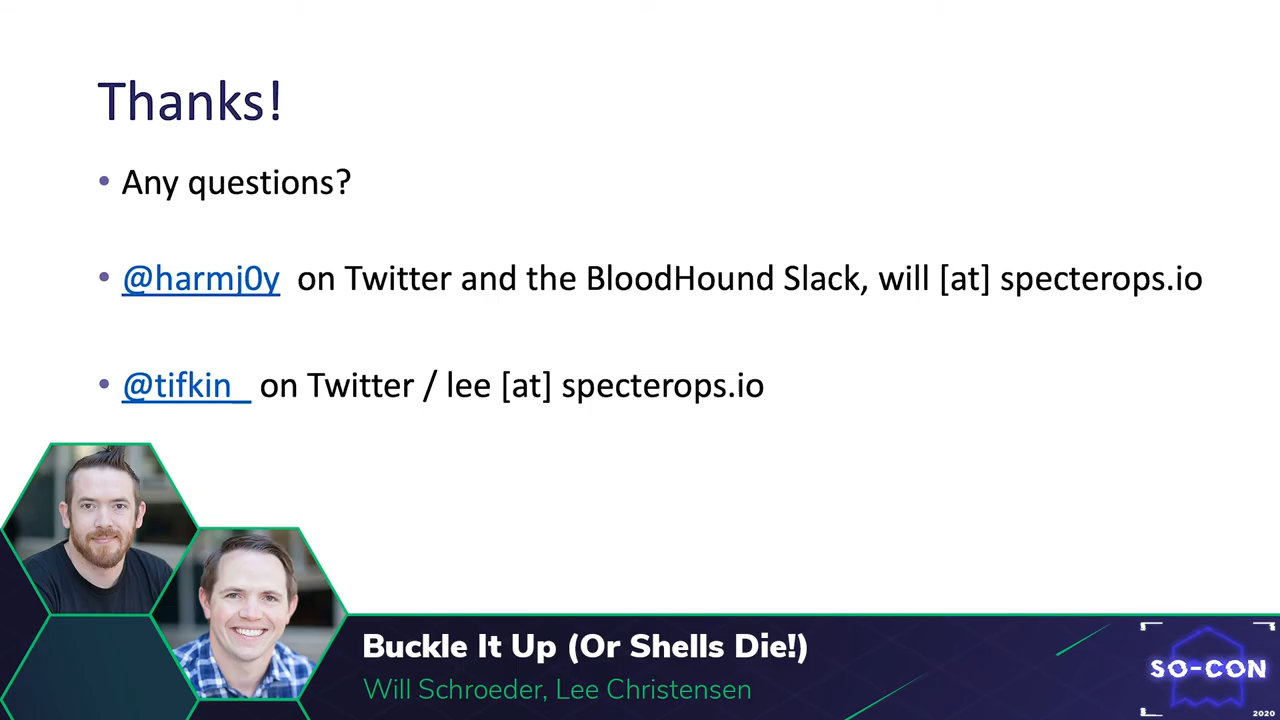 Thanks!
• Any questions?
• @harmj0y on Twitter and the BloodHound Slack, will [at] specterops.io
• @tifkin_ on Twitter / lee [at] specterops.io
Buckle It Up (Or Shells Die!)
Will Schroeder, Lee Christensen
SO-CON
2020